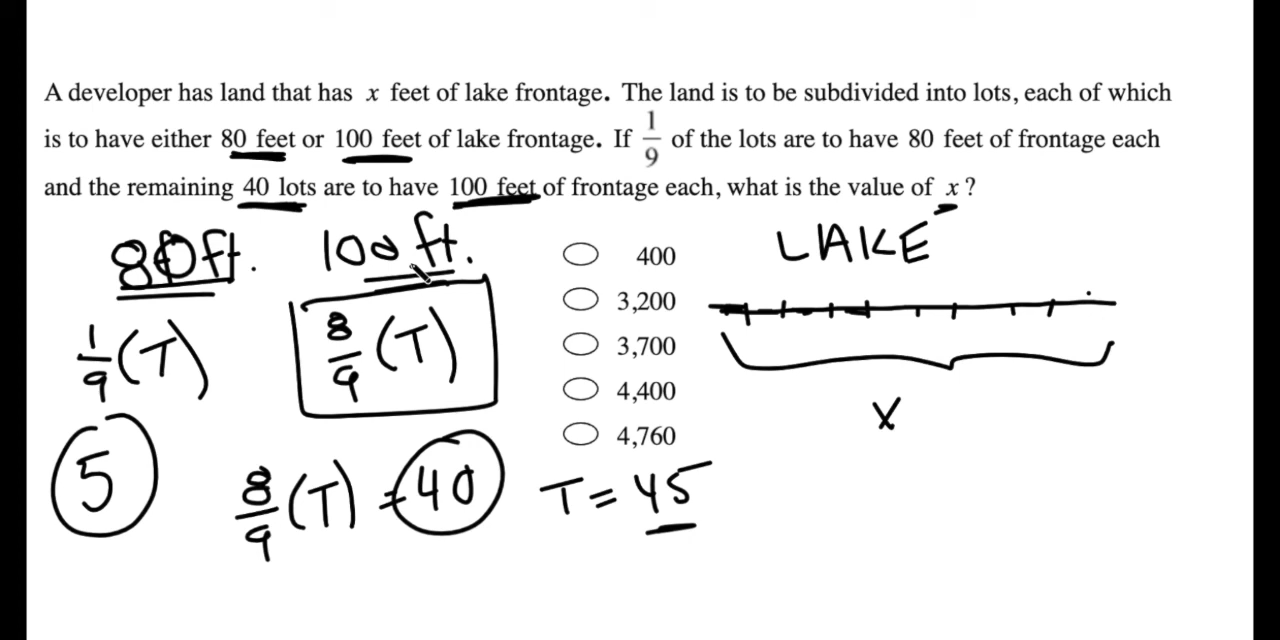 A developer has land that has x feet of lake frontage. The land is to be subdivided into lots, each of which
is to have either 80 feet or 100 feet of lake frontage. If 1/9 of the lots are to have 80 feet of frontage each
and the remaining 40 lots are to have 100 feet of frontage each, what is the value of x?
80ft. 100 ft.
LAKE
400
3,200
3,700
4,400
4,760
1/9 (T) 8/9 (T)
X
5
8/9 (T) = 40 T = 45